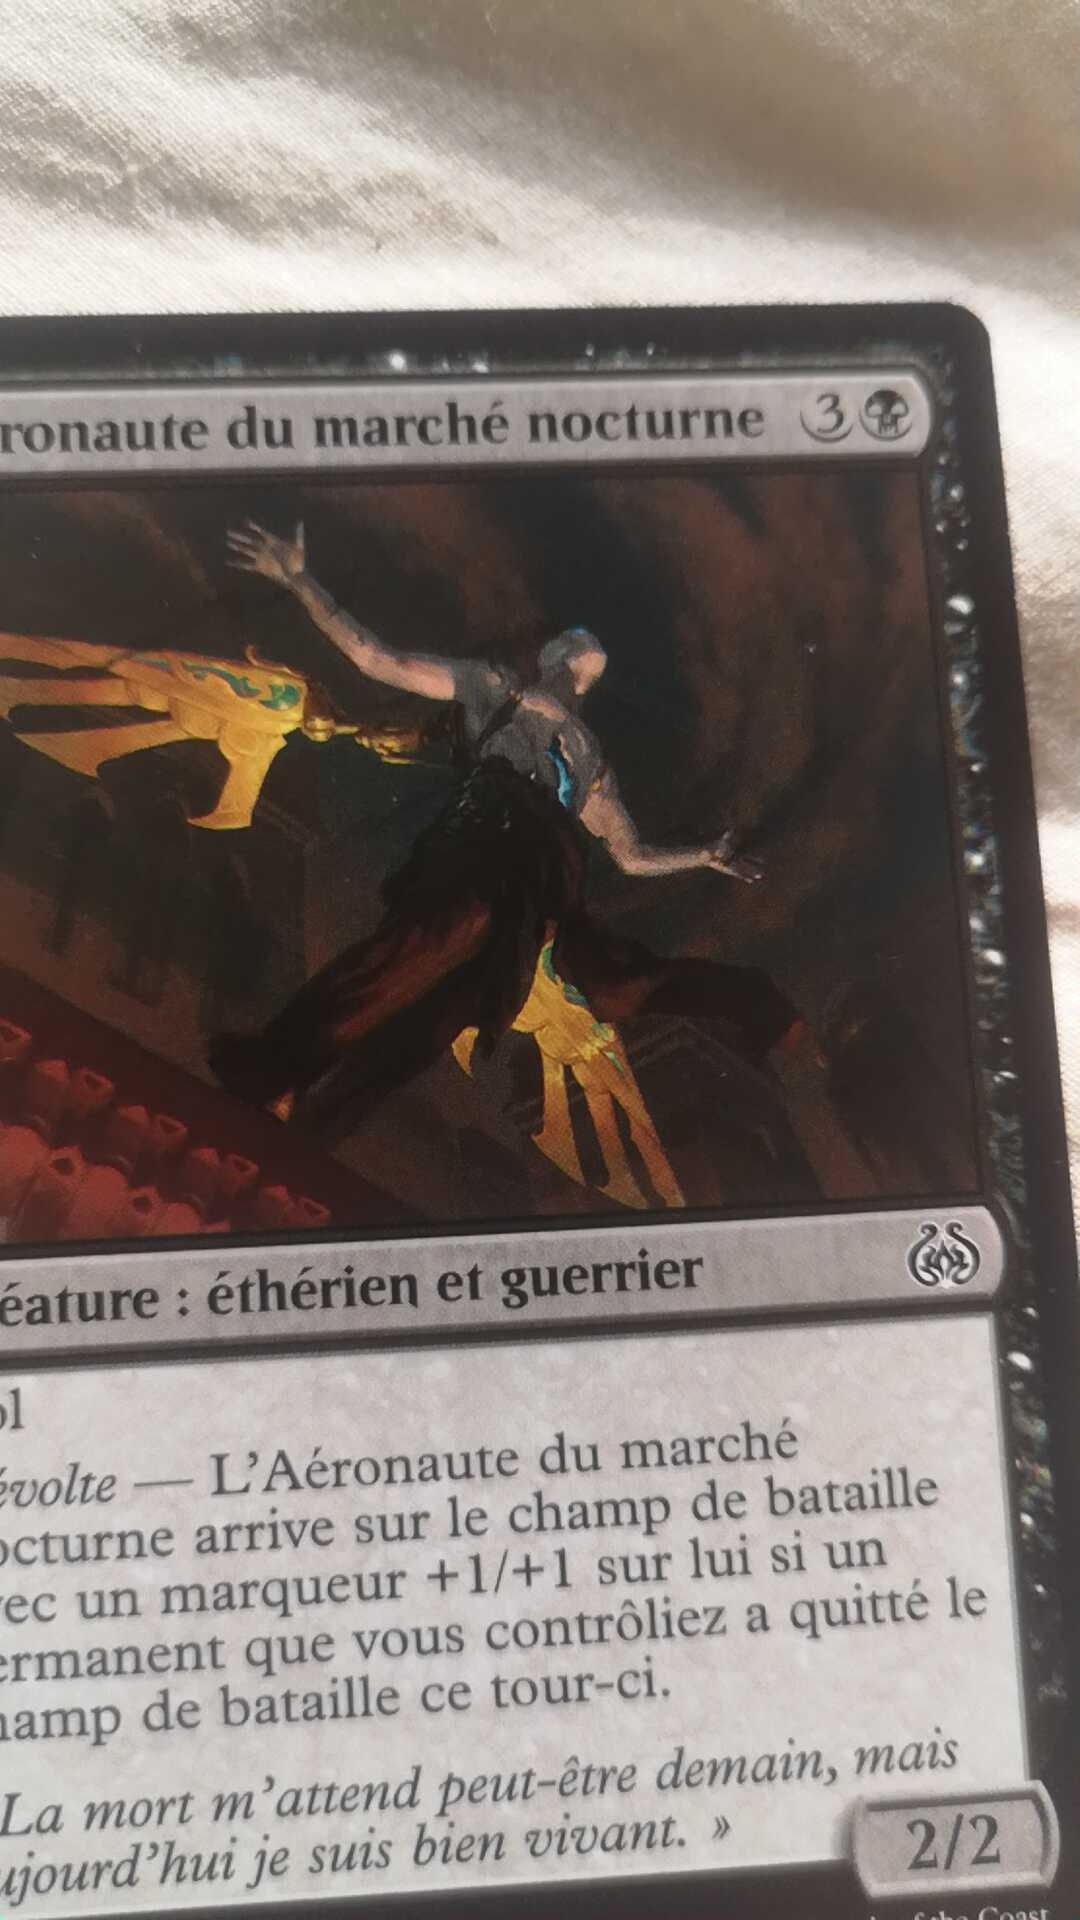 ronaute du marché nocturne 3
éature : éthérien et guerrier
ol
évolte — L'Aéronaute du marché
octurne arrive sur le champ de bataille
vec un marqueur +1/+1 sur lui si un
ermanent que vous contrôliez a quitté le
hamp de bataille ce tour-ci.
La mort m'attend peut-être demain, mais
ujourd'hui je suis bien vivant. »
2/2
of the Coast